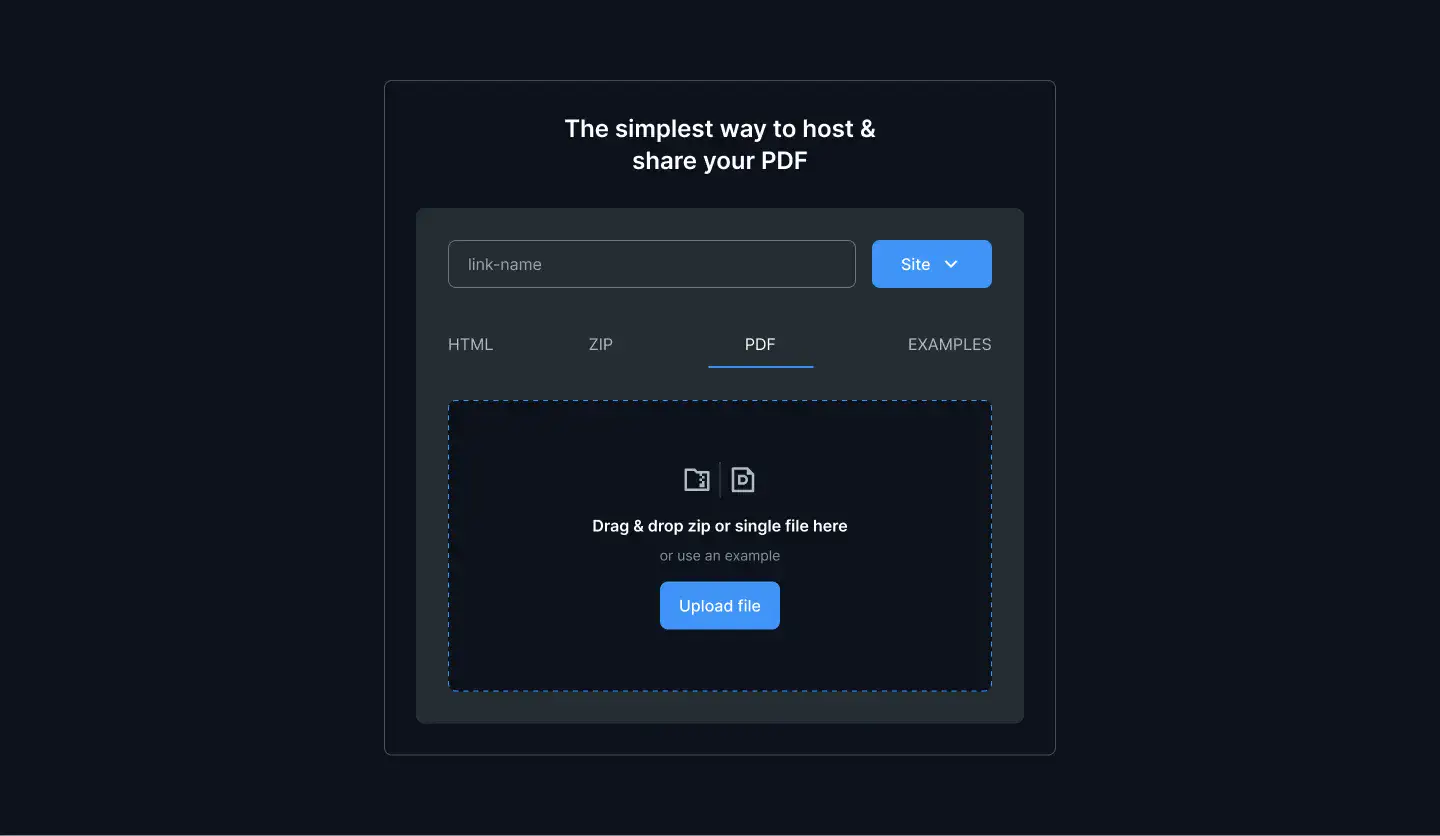 The simplest way to host &
share your PDF
link-name
Site
HTML
ZIP
PDF
EXAMPLES
Drag & drop zip or single file here
or use an example
Upload file